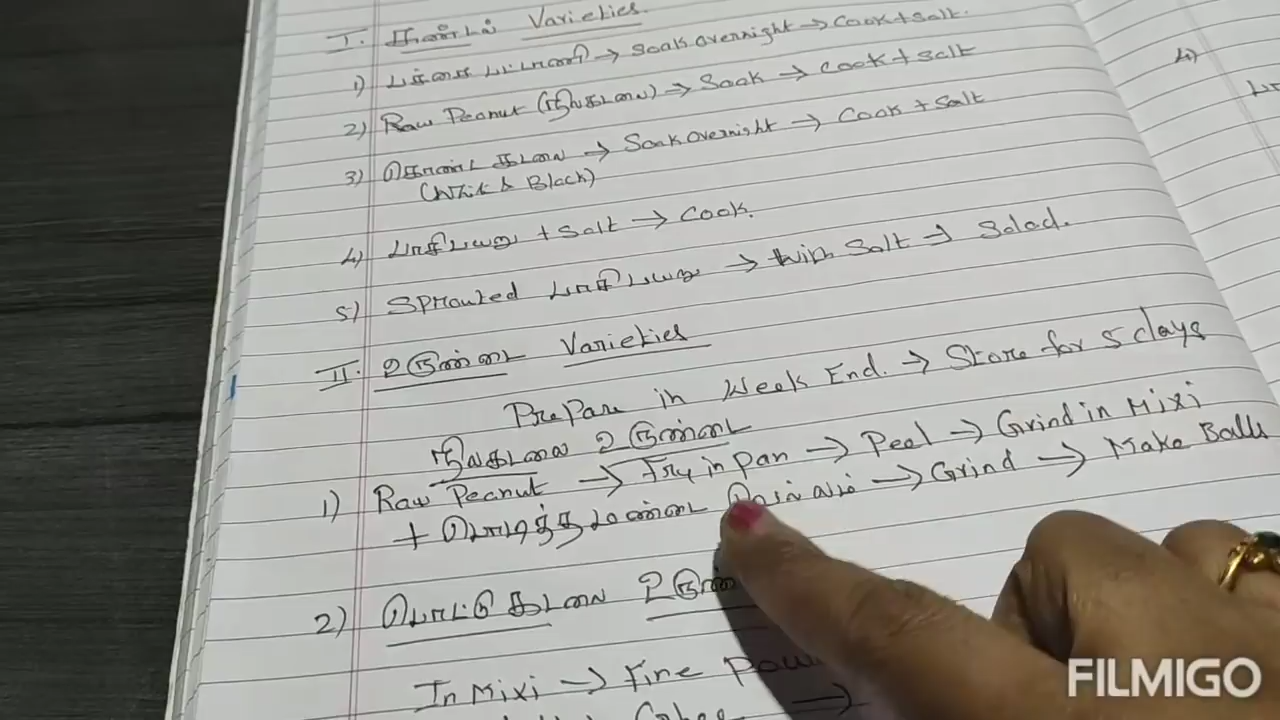 I. சுண்டல் Varieties.
1) பச்சை பட்டாணி → Soak overnight → Cook + Salt.
2) Raw Peanut (நிலகடலை) → Soak → Cook + Salt
3) கொண்டகடலை → Soak overnight → Cook + Salt
(White & Black)
4) பாசிபயறு + Salt → Cook.
5) Sprouted பாசிபயறு → with Salt → Salad.
II. உருண்டை Varieties
Prepare in Week End. → Store for 5 days
நிலகடலை உருண்டை
1) Raw Peanut → Fry in pan → Peel → Grind in Mixi
+ பொடித்த மண்டை வெல்லம் → Grind → Make Balls
2) பொட்டுகடலை
In Mixi → Fine
4)
FILMIGO